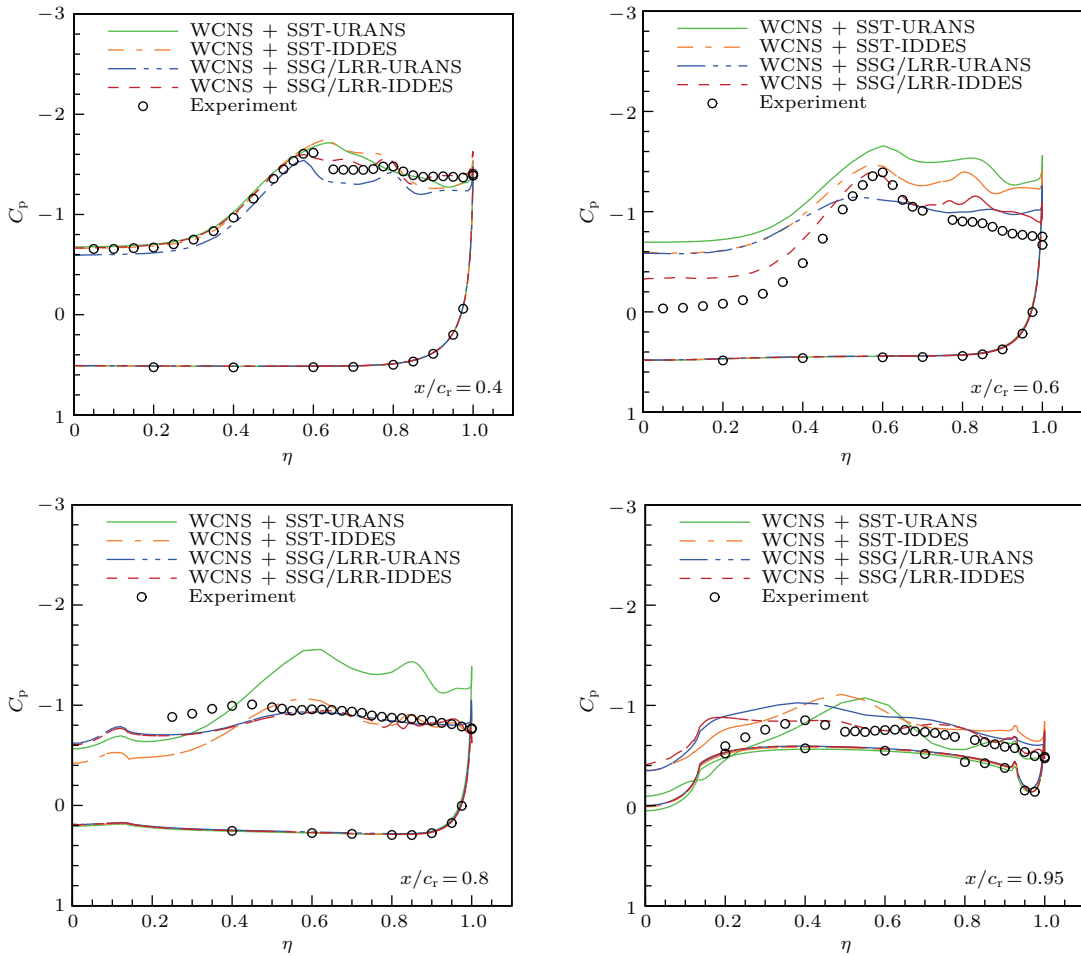 −3
−2
−1
0
1
C_p
WCNS + SST-URANS
WCNS + SST-IDDES
WCNS + SSG/LRR-URANS
WCNS + SSG/LRR-IDDES
Experiment
x/c_r = 0.4
0 0.2 0.4 0.6 0.8 1.0
η
−3
−2
−1
0
1
C_p
WCNS + SST-URANS
WCNS + SST-IDDES
WCNS + SSG/LRR-URANS
WCNS + SSG/LRR-IDDES
Experiment
x/c_r = 0.6
0 0.2 0.4 0.6 0.8 1.0
η
−3
−2
−1
0
1
C_p
WCNS + SST-URANS
WCNS + SST-IDDES
WCNS + SSG/LRR-URANS
WCNS + SSG/LRR-IDDES
Experiment
x/c_r = 0.8
0 0.2 0.4 0.6 0.8 1.0
η
−3
−2
−1
0
1
C_p
WCNS + SST-URANS
WCNS + SST-IDDES
WCNS + SSG/LRR-URANS
WCNS + SSG/LRR-IDDES
Experiment
x/c_r = 0.95
0 0.2 0.4 0.6 0.8 1.0
η